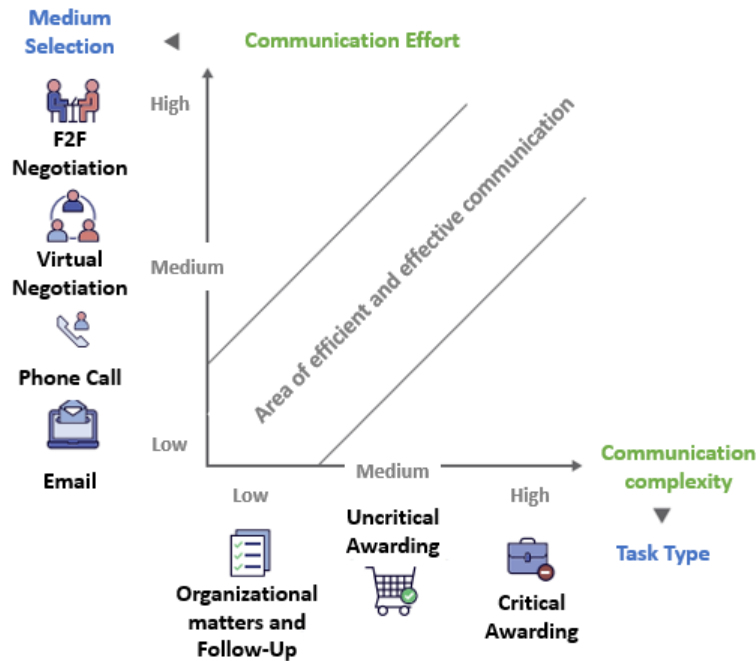 Medium
Selection
Communication Effort
High
F2F
Negotiation
Virtual
Negotiation
Medium
Phone Call
Low
Email
Area of efficient and effective communication
Low
Medium
High
Communication
complexity
Organizational
matters and
Follow-Up
Uncritical
Awarding
Critical
Awarding
Task Type